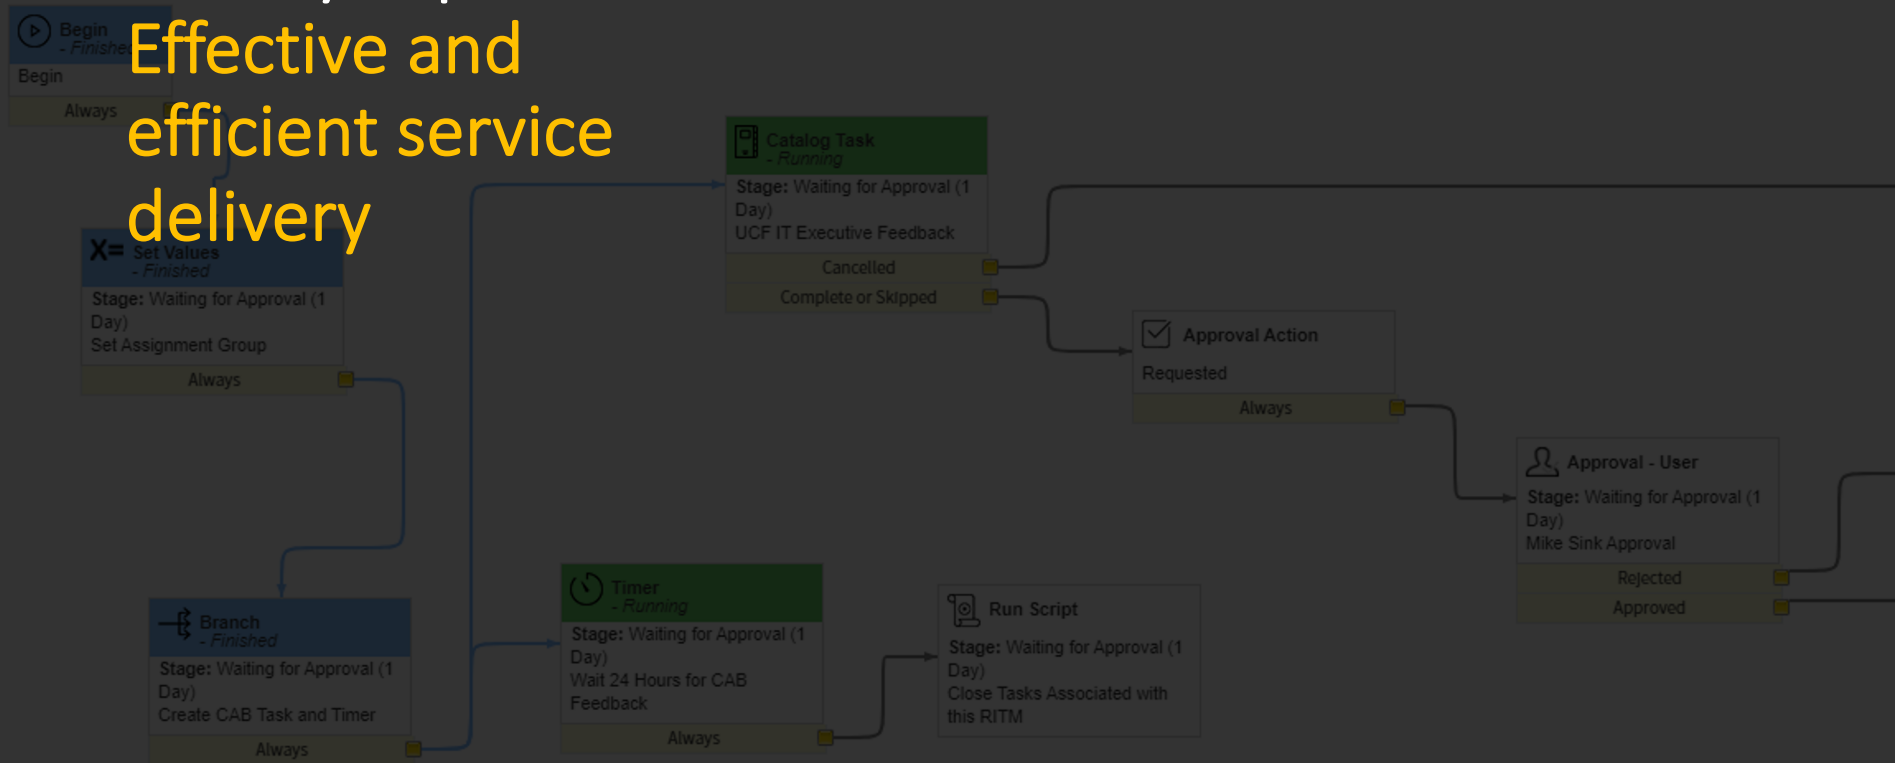 Effective and
efficient service
delivery
Begin
- Finished
Begin
Always
X= Set Values
- Finished
Stage: Waiting for Approval (1
Day)
Set Assignment Group
Always
Branch
- Finished
Stage: Waiting for Approval (1
Day)
Create CAB Task and Timer
Always
Catalog Task
- Running
Stage: Waiting for Approval (1
Day)
UCF IT Executive Feedback
Cancelled
Complete or Skipped
Timer
- Running
Stage: Waiting for Approval (1
Day)
Wait 24 Hours for CAB
Feedback
Always
Run Script
Stage: Waiting for Approval (1
Day)
Close Tasks Associated with
this RITM
Approval Action
Requested
Always
Approval - User
Stage: Waiting for Approval (1
Day)
Mike Sink Approval
Rejected
Approved